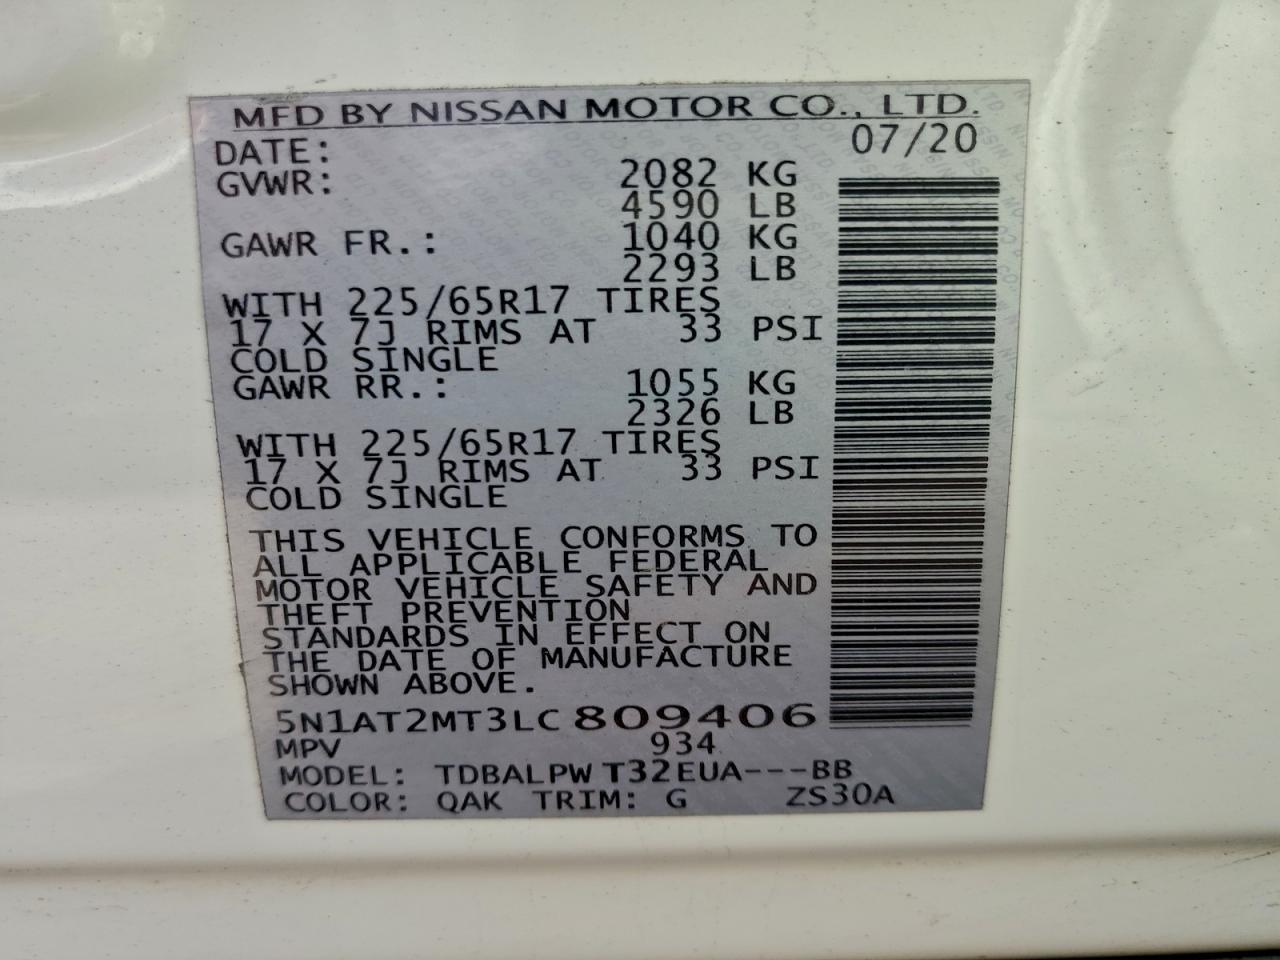 MFD BY NISSAN MOTOR CO., LTD.
DATE: 07/20
GVWR: 2082 KG
4590 LB
GAWR FR.: 1040 KG
2293 LB
WITH 225/65R17 TIRES
17 X 7J RIMS AT 33 PSI
COLD SINGLE
GAWR RR.: 1055 KG
2326 LB
WITH 225/65R17 TIRES
17 X 7J RIMS AT 33 PSI
COLD SINGLE
THIS VEHICLE CONFORMS TO
ALL APPLICABLE FEDERAL
MOTOR VEHICLE SAFETY AND
THEFT PREVENTION
STANDARDS IN EFFECT ON
THE DATE OF MANUFACTURE
SHOWN ABOVE.
5N1AT2MT3LC809406
MPV 934
MODEL: TDBALPW T32EUA---BB
COLOR: QAK TRIM: G ZS30A